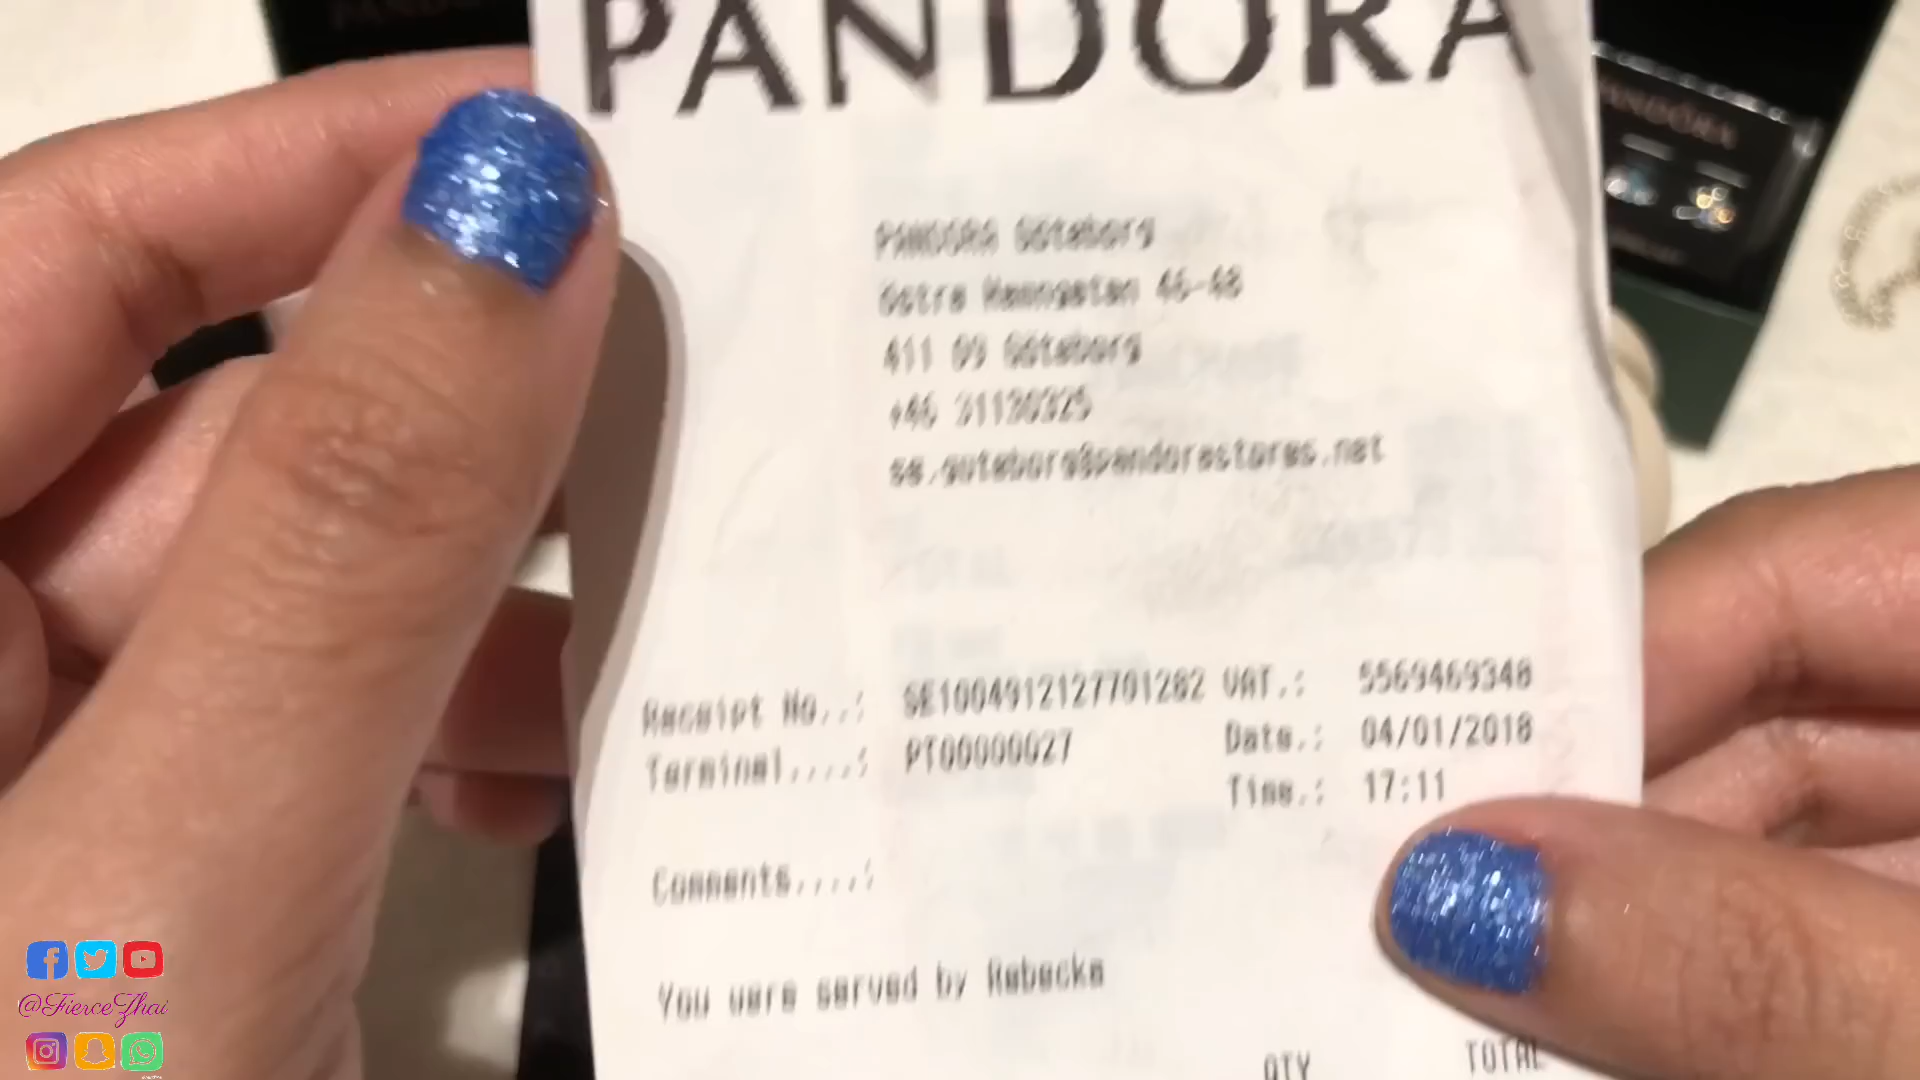 PANDORA
PANDORA
PANDORA Göteborg
Östra Hamngatan 46-48
411 09 Göteborg
+46 31130325
se.goteborg@pandorastores.net
Receipt No..: SE1004912127701282 VAT.: 5569469348
Terminal....: PT00000027 Date.: 04/01/2018
Time.: 17:11
Comments....:
You were served by Rebecka
QTY TOTAL
@FierceZhai